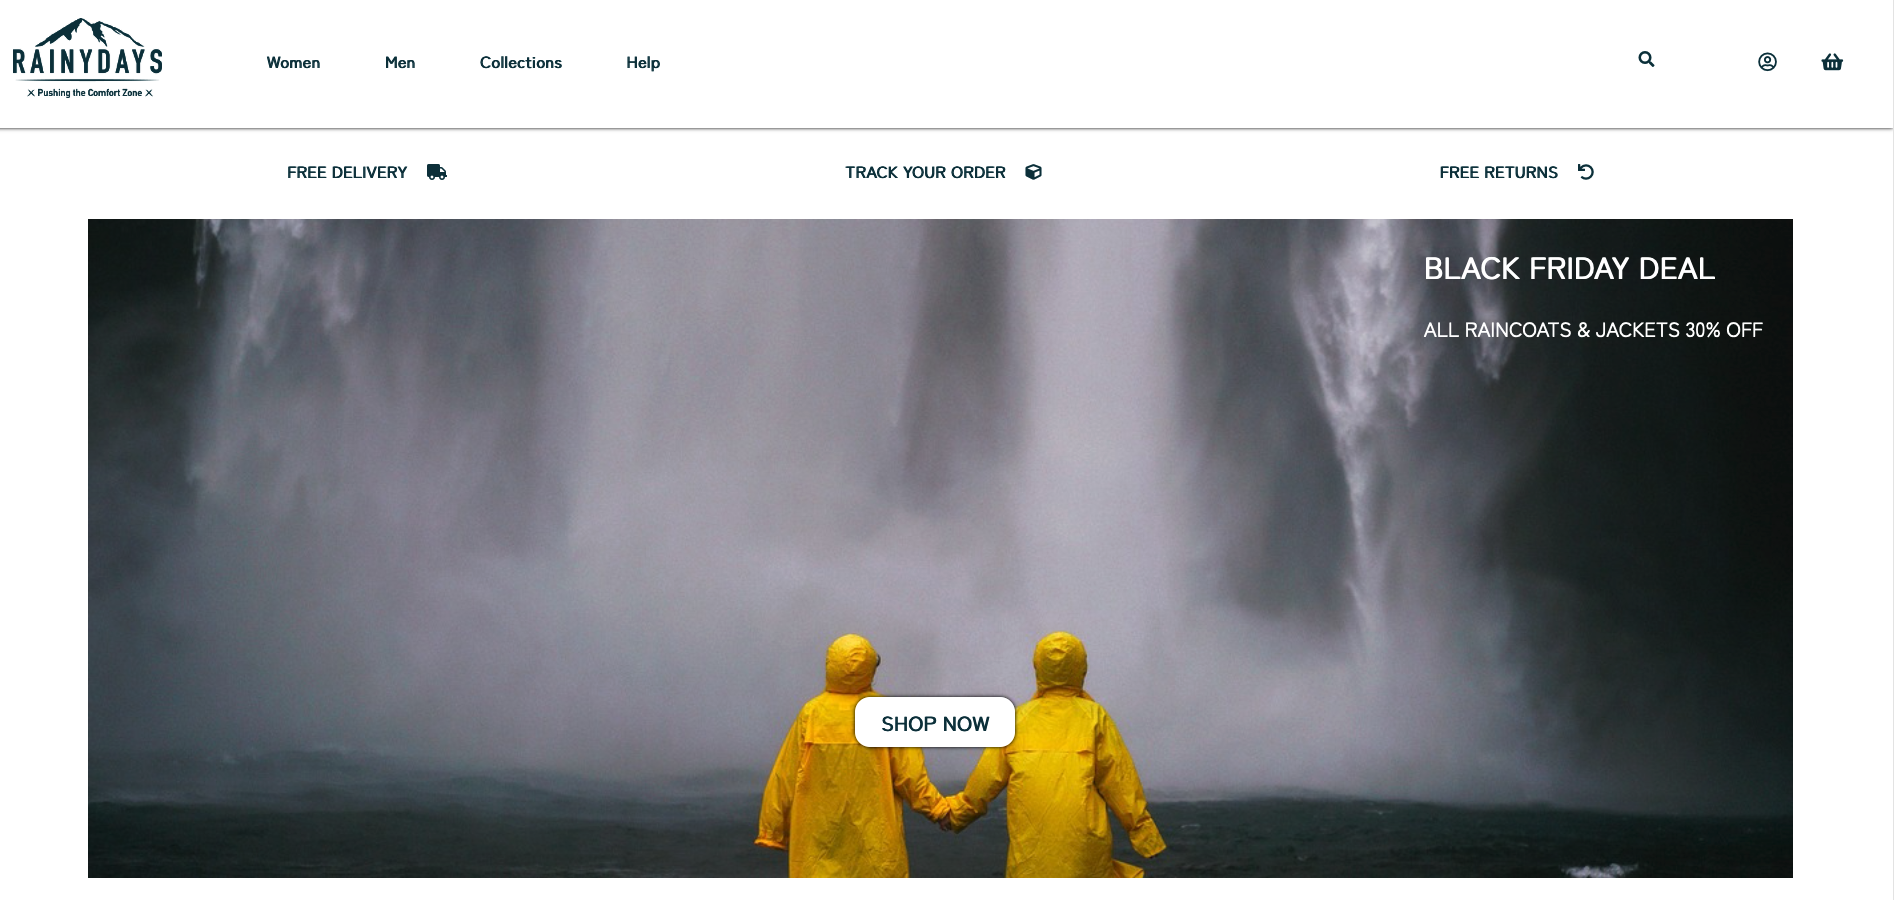 RAINYDAYS
× Pushing the Comfort Zone ×
Women Men Collections Help
FREE DELIVERY TRACK YOUR ORDER FREE RETURNS
BLACK FRIDAY DEAL
ALL RAINCOATS & JACKETS 30% OFF
SHOP NOW